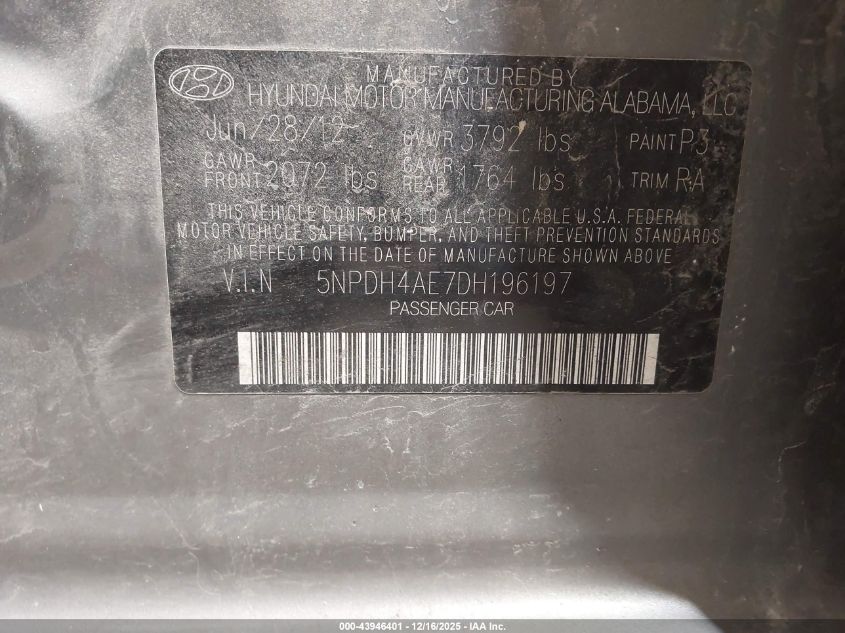 MANUFACTURED BY
HYUNDAI MOTOR MANUFACTURING ALABAMA, LLC
Jun/28/12 GVWR 3792 lbs PAINT P3
GAWR FRONT 2072 lbs GAWR REAR 1764 lbs TRIM RA
THIS VEHICLE CONFORMS TO ALL APPLICABLE U.S.A. FEDERAL
MOTOR VEHICLE SAFETY, BUMPER, AND THEFT PREVENTION STANDARDS
IN EFFECT ON THE DATE OF MANUFACTURE SHOWN ABOVE
V.I.N 5NPDH4AE7DH196197
PASSENGER CAR
000-43946401 - 12/16/2025 - IAA Inc.